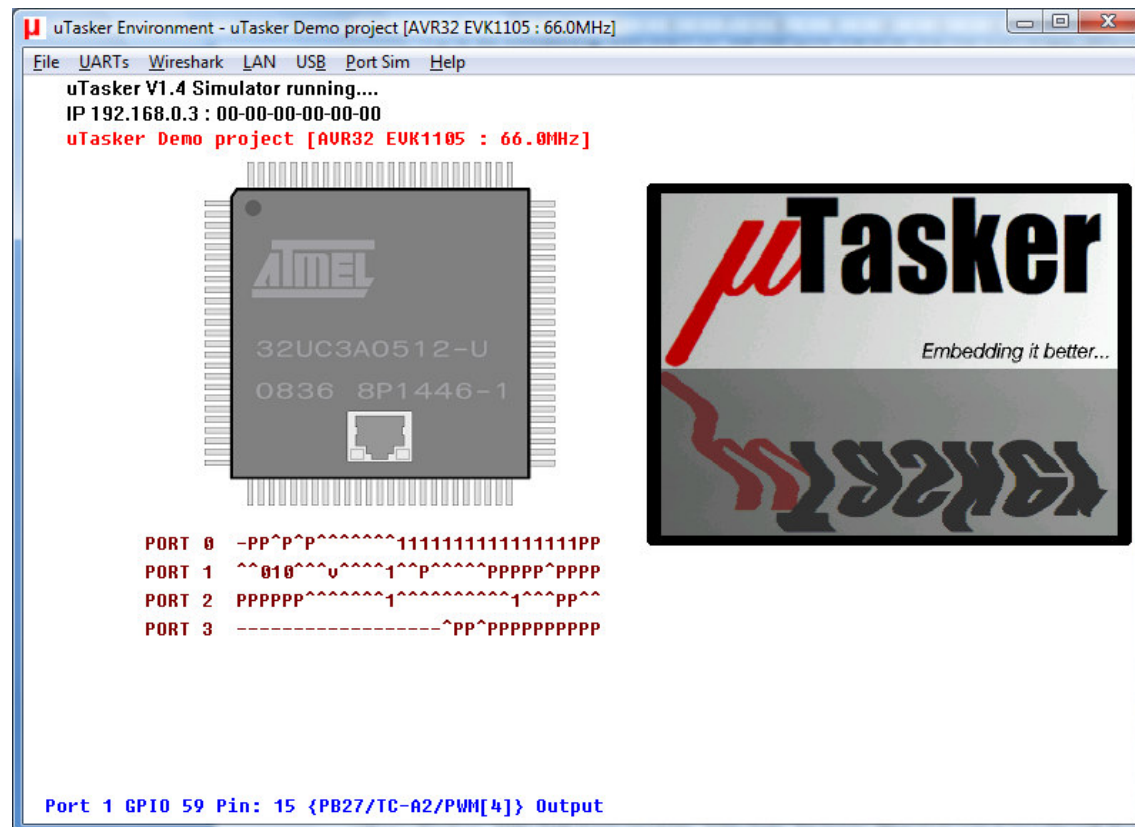 uTasker Environment - uTasker Demo project [AVR32 EVK1105 : 66.0MHz]
File UARTs Wireshark LAN USB Port Sim Help
uTasker V1.4 Simulator running....
IP 192.168.0.3 : 00-00-00-00-00-00
uTasker Demo project [AVR32 EVK1105 : 66.0MHz]
ATMEL
32UC3A0512-U
0836 8P1446-1
µTasker
Embedding it better...
PORT 0 -PP^P^P^^^^^^^1111111111111111PP
PORT 1 ^^010^^^v^^^^1^^P^^^^^PPPPP^PPPP
PORT 2 PPPPPP^^^^^^^1^^^^^^^^^^1^^^PP^^
PORT 3 ------------------^PP^PPPPPPPPPP
Port 1 GPIO 59 Pin: 15 {PB27/TC-A2/PWM[4]} Output